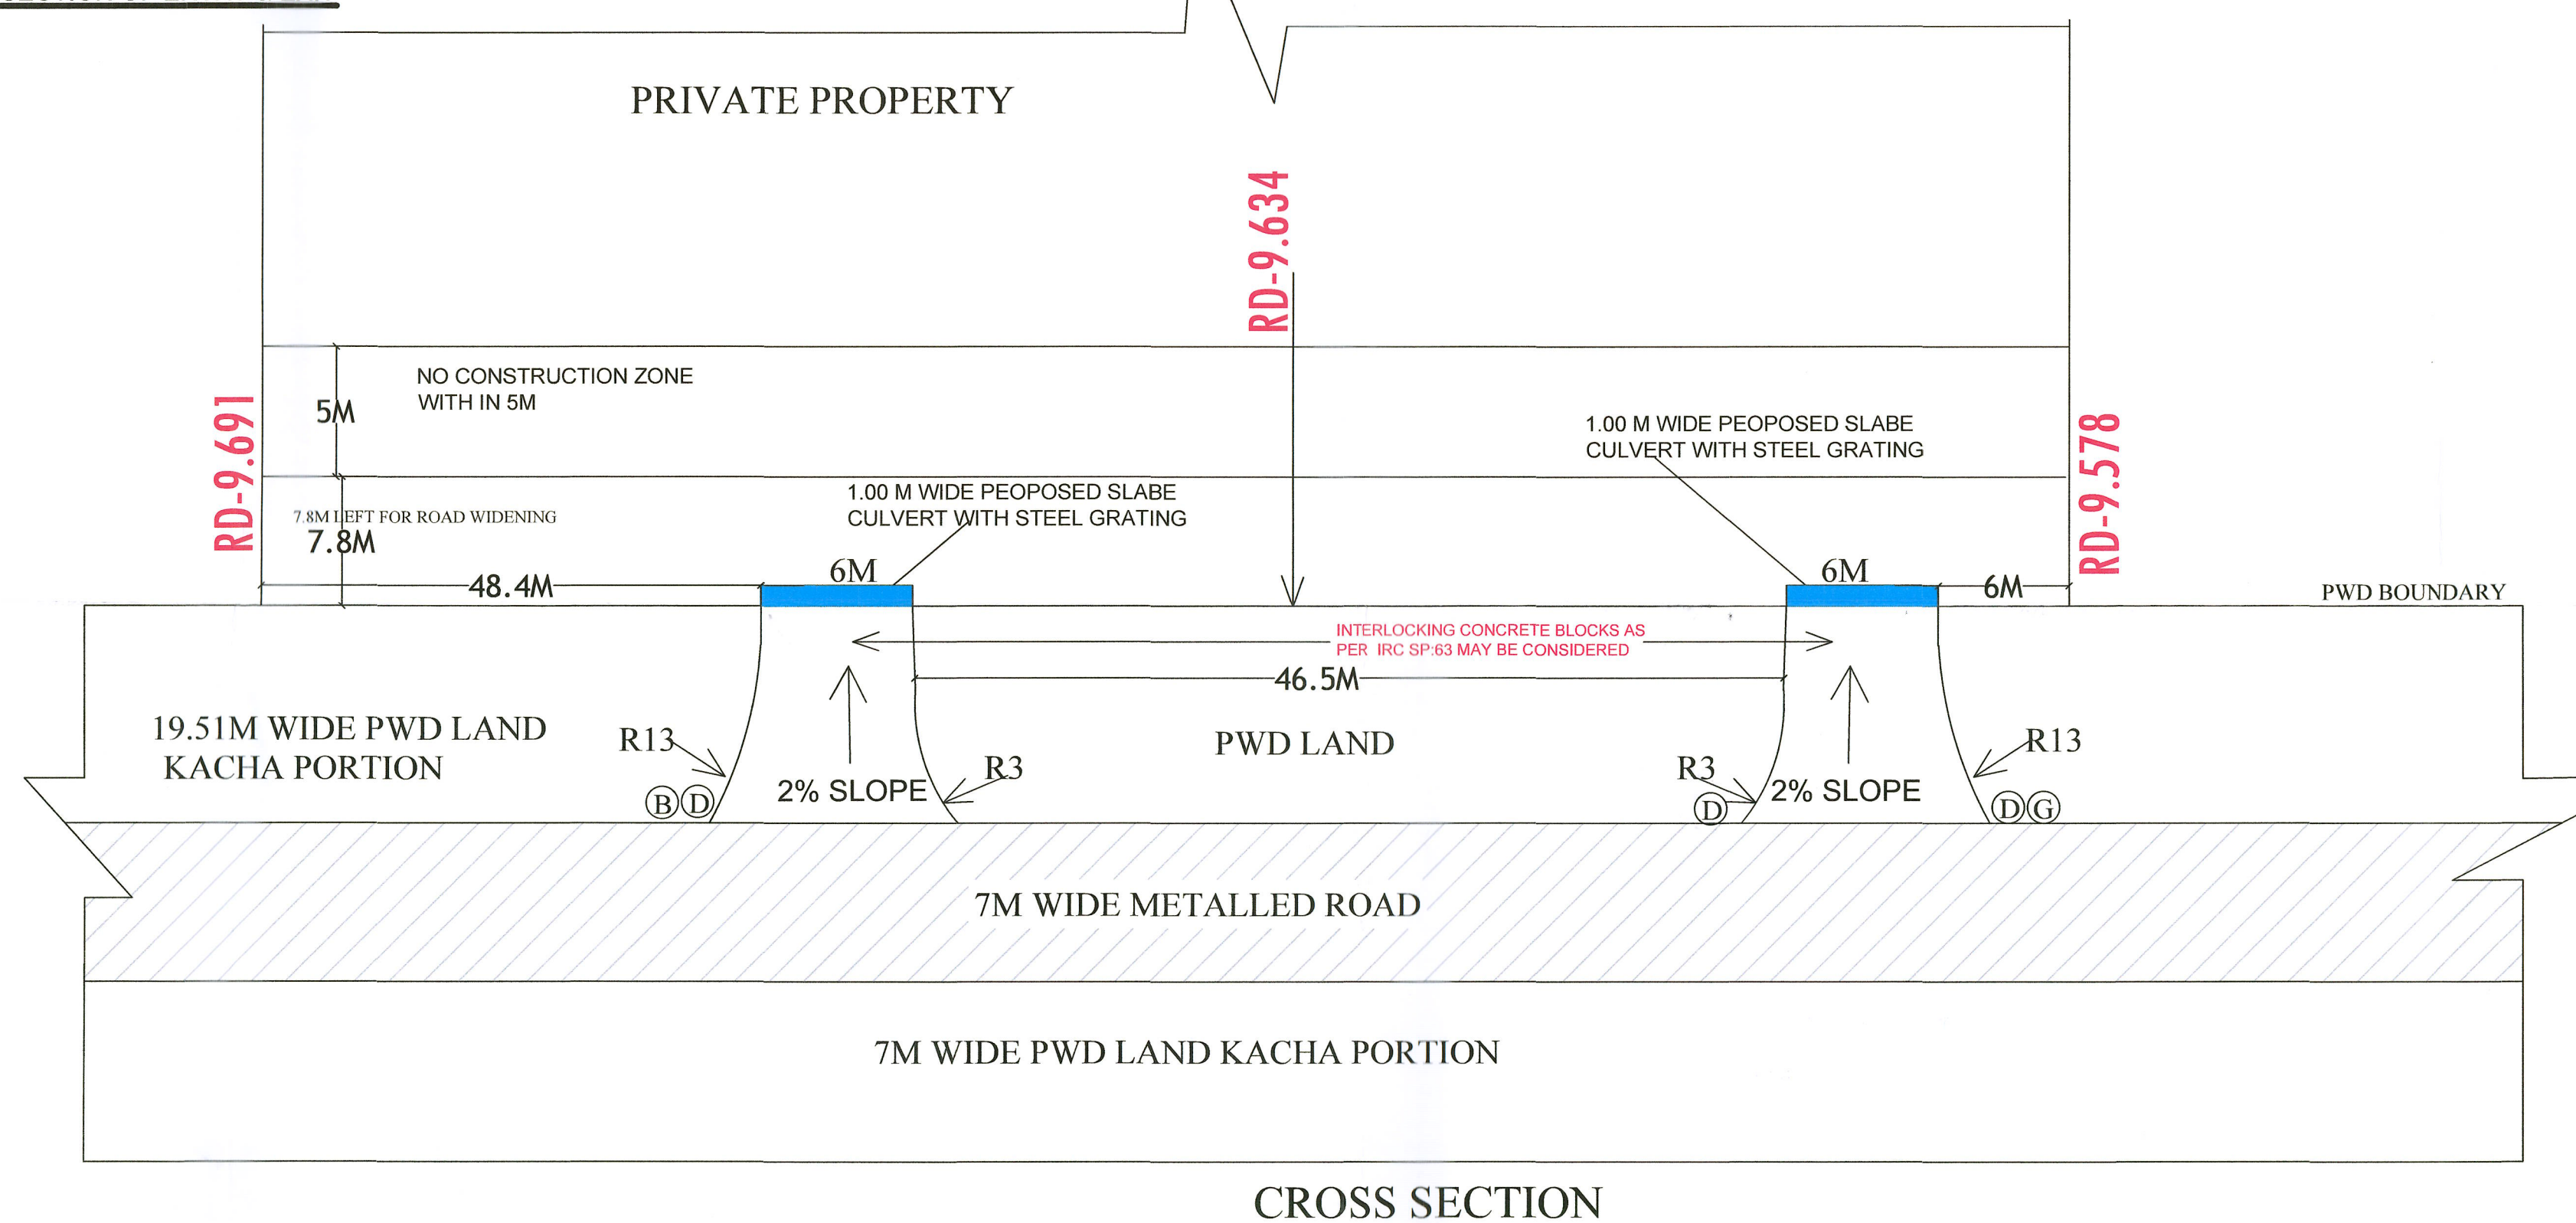 PRIVATE PROPERTY
RD-9.634
NO CONSTRUCTION ZONE
WITH IN 5M
5M
RD-9.691
1.00 M WIDE PEOPOSED SLABE
CULVERT WITH STEEL GRATING
RD-9.578
1.00 M WIDE PEOPOSED SLABE
CULVERT WITH STEEL GRATING
7.8M LEFT FOR ROAD WIDENING
7.8M
48.4M
6M
6M
6M
PWD BOUNDARY
INTERLOCKING CONCRETE BLOCKS AS
PER IRC SP:63 MAY BE CONSIDERED
46.5M
19.51M WIDE PWD LAND
KACHA PORTION
R13
B D
2% SLOPE
R3
PWD LAND
R3
D
2% SLOPE
R13
D G
7M WIDE METALLED ROAD
7M WIDE PWD LAND KACHA PORTION
CROSS SECTION